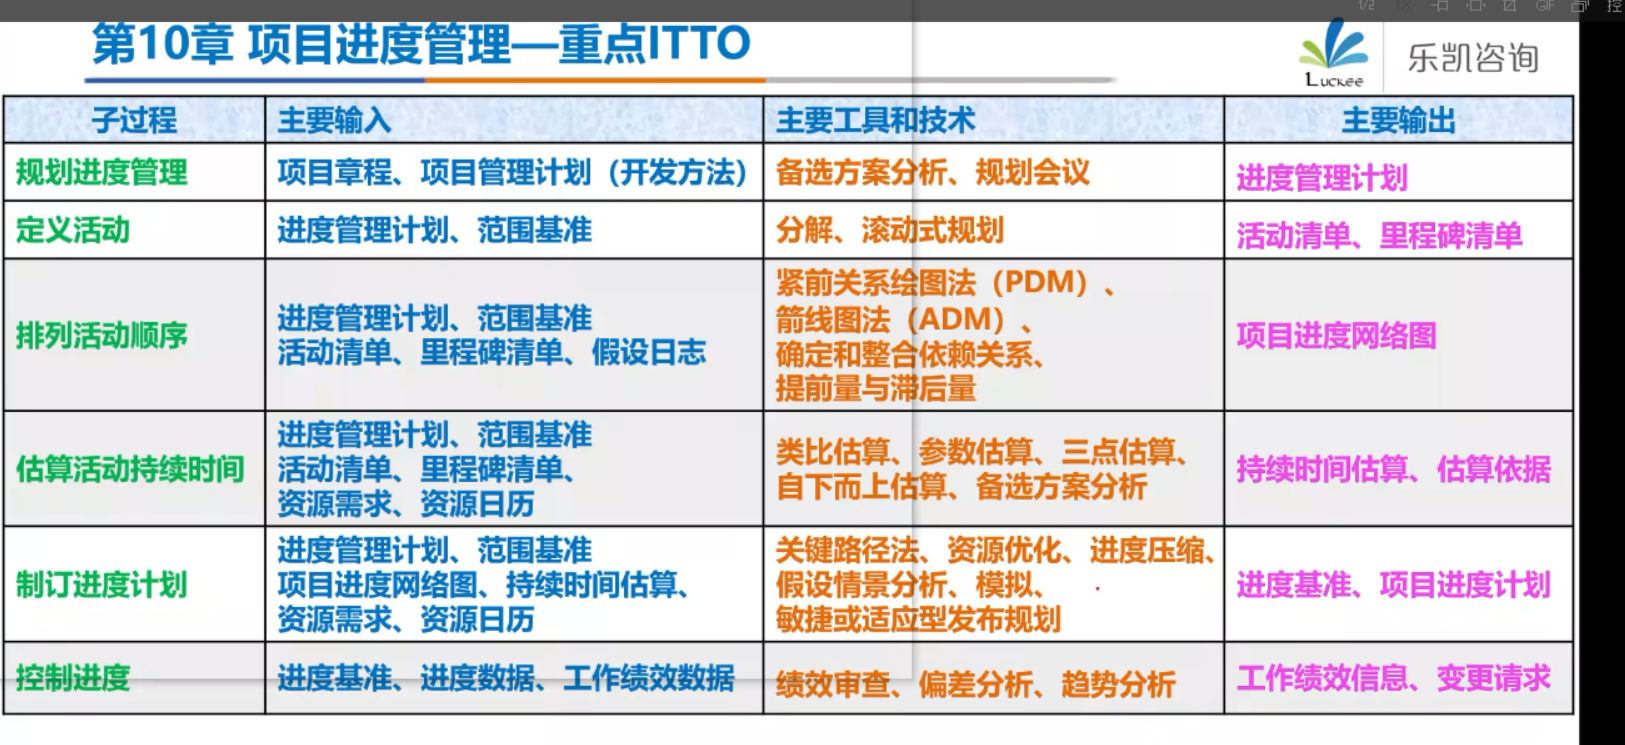 1/2 1× GIF 控
第10章 项目进度管理—重点ITTO
Luckee 乐凯咨询
子过程 主要输入 主要工具和技术 主要输出
规划进度管理 项目章程、项目管理计划（开发方法） 备选方案分析、规划会议 进度管理计划
定义活动 进度管理计划、范围基准 分解、滚动式规划 活动清单、里程碑清单
排列活动顺序
进度管理计划、范围基准
活动清单、里程碑清单、假设日志
紧前关系绘图法（PDM）、
箭线图法（ADM）、
确定和整合依赖关系、
提前量与滞后量
项目进度网络图
估算活动持续时间
进度管理计划、范围基准
活动清单、里程碑清单、
资源需求、资源日历
类比估算、参数估算、三点估算、
自下而上估算、备选方案分析
持续时间估算、估算依据
制订进度计划
进度管理计划、范围基准
项目进度网络图、持续时间估算、
资源需求、资源日历
关键路径法、资源优化、进度压缩、
假设情景分析、模拟、
敏捷或适应型发布规划
进度基准、项目进度计划
控制进度 进度基准、进度数据、工作绩效数据 绩效审查、偏差分析、趋势分析 工作绩效信息、变更请求